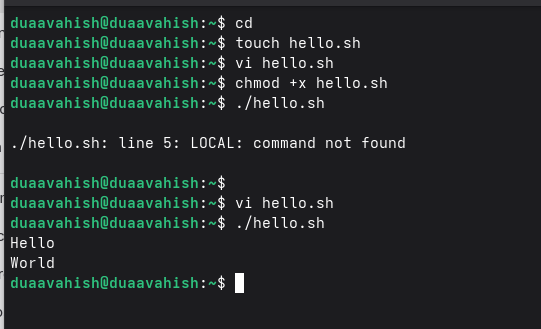 duaavahish@duaavahish:~$ cd
duaavahish@duaavahish:~$ touch hello.sh
duaavahish@duaavahish:~$ vi hello.sh
duaavahish@duaavahish:~$ chmod +x hello.sh
duaavahish@duaavahish:~$ ./hello.sh
./hello.sh: line 5: LOCAL: command not found
duaavahish@duaavahish:~$
duaavahish@duaavahish:~$ vi hello.sh
duaavahish@duaavahish:~$ ./hello.sh
Hello
World
duaavahish@duaavahish:~$